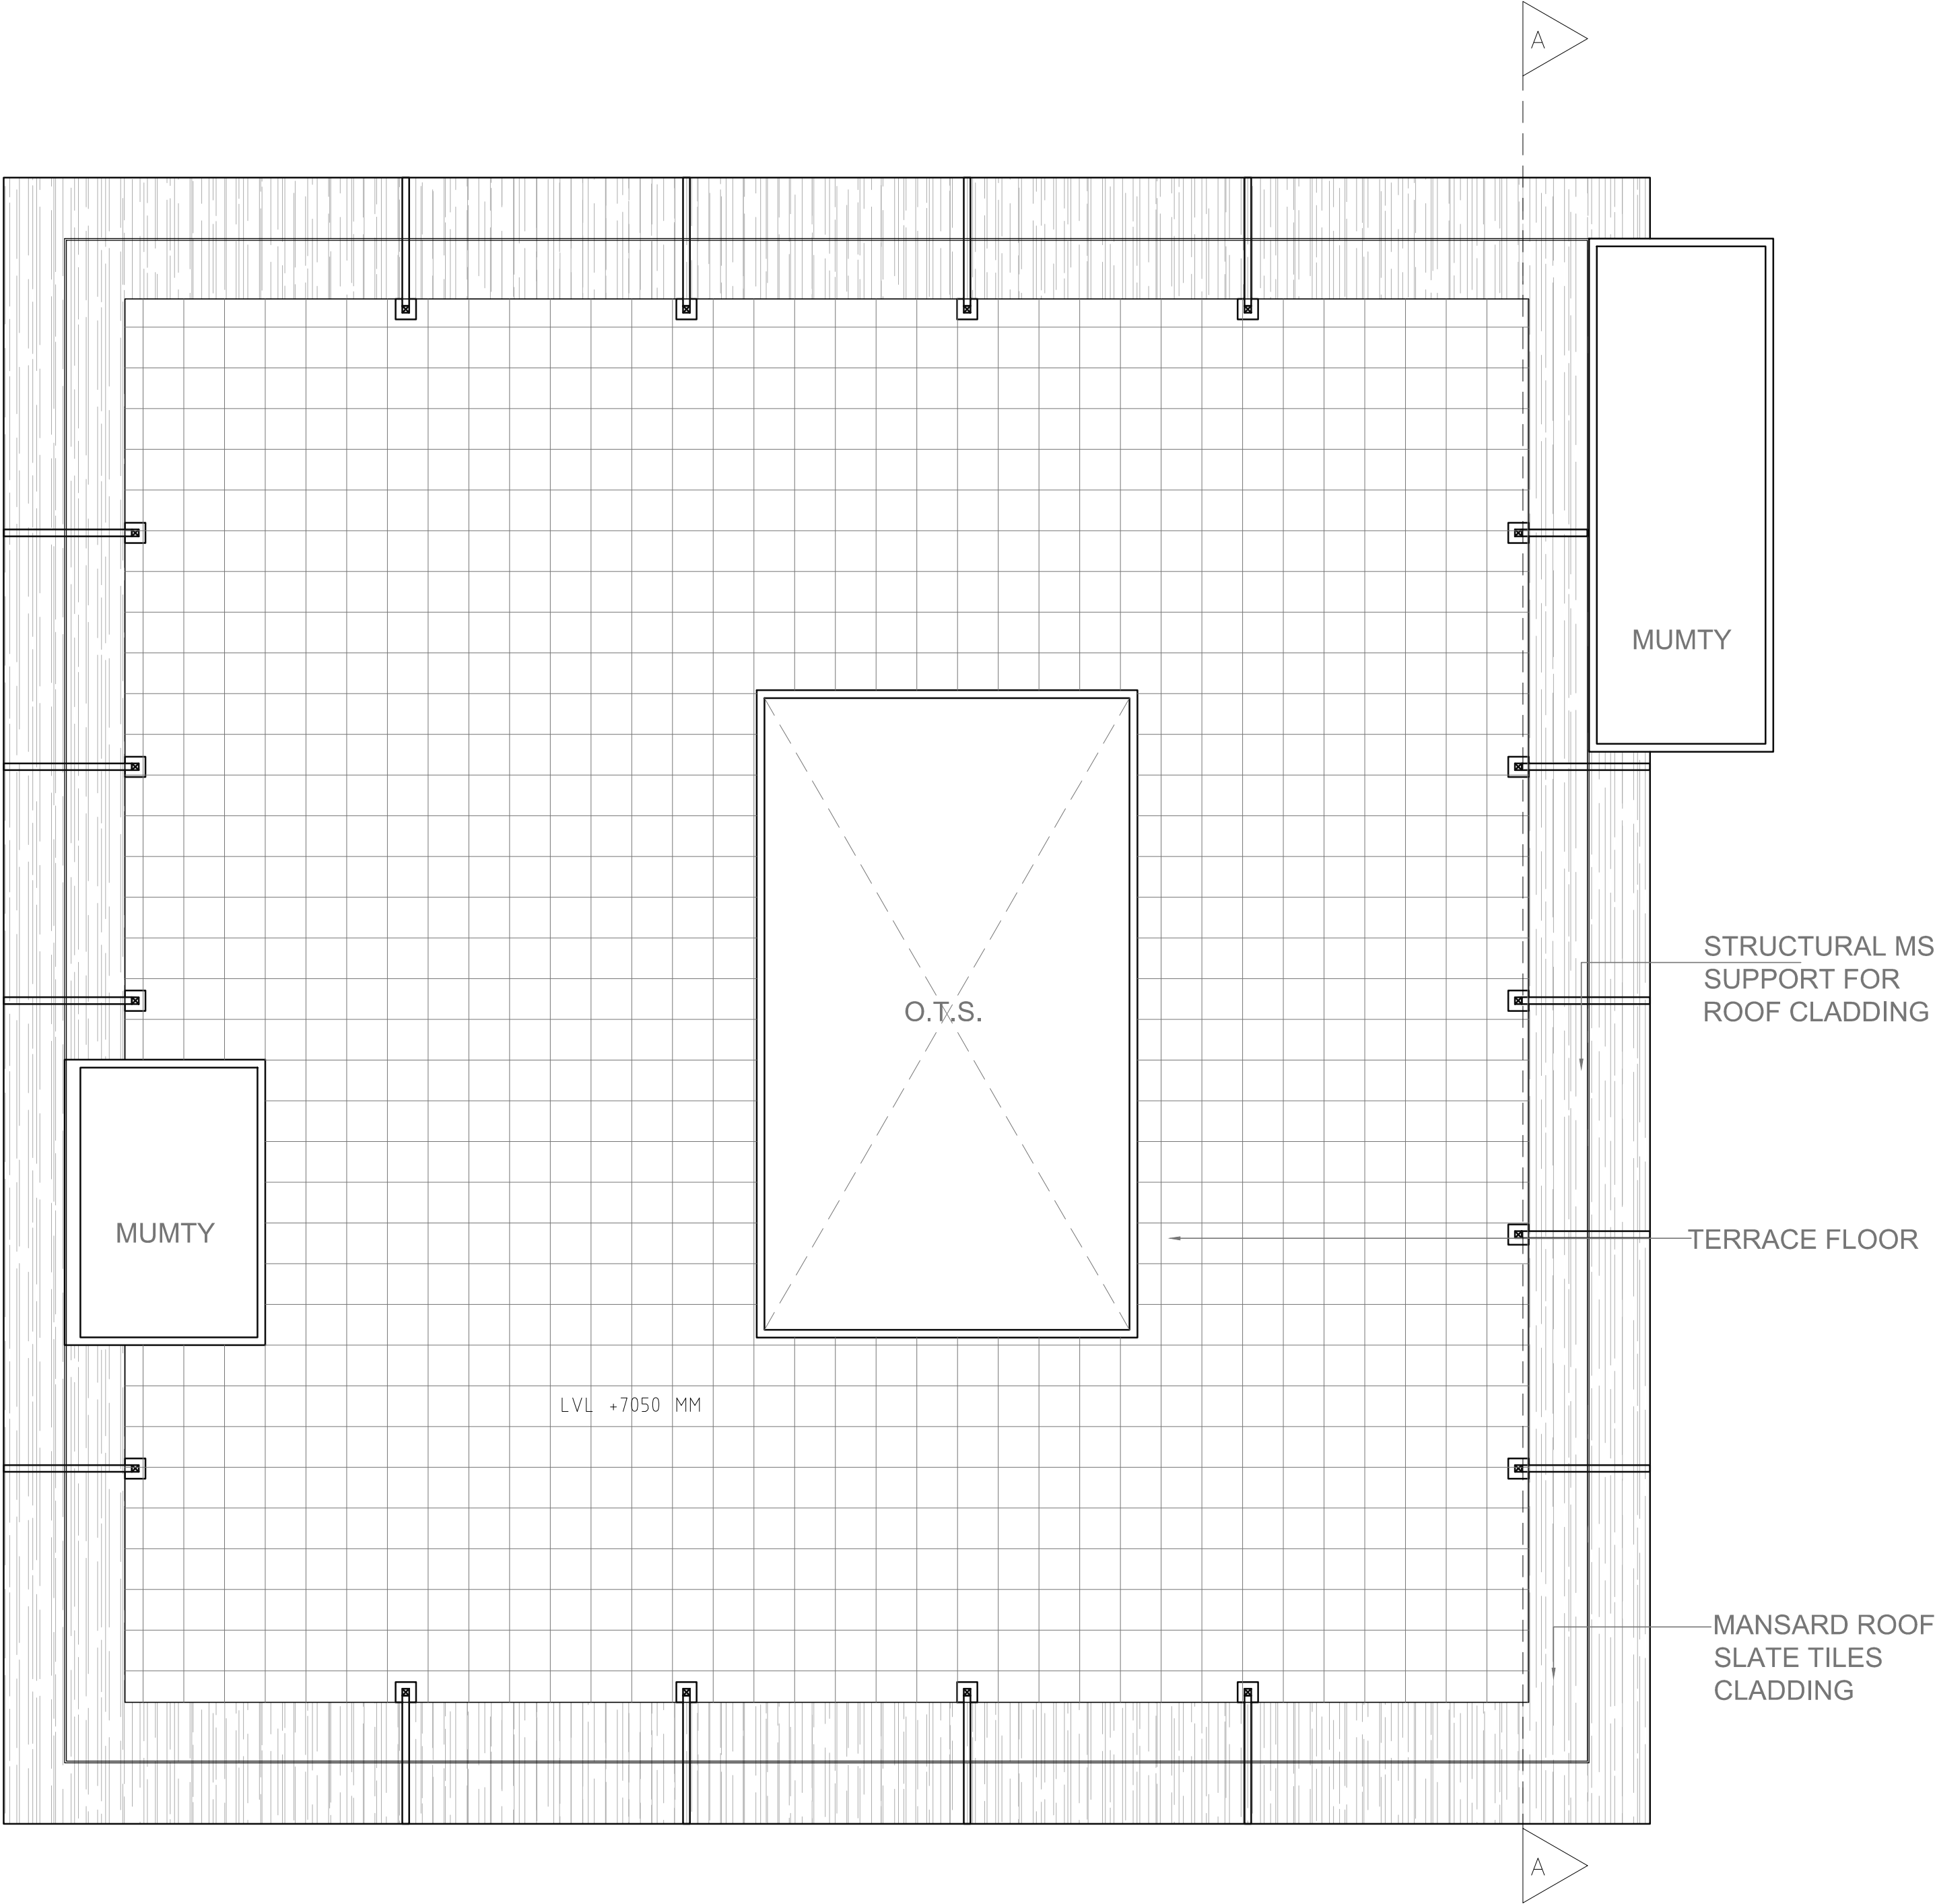 A
MUMTY
STRUCTURAL MS
SUPPORT FOR
ROOF CLADDING
O.T.S.
MUMTY
TERRACE FLOOR
LVL +7050 MM
MANSARD ROOF
SLATE TILES
CLADDING
A